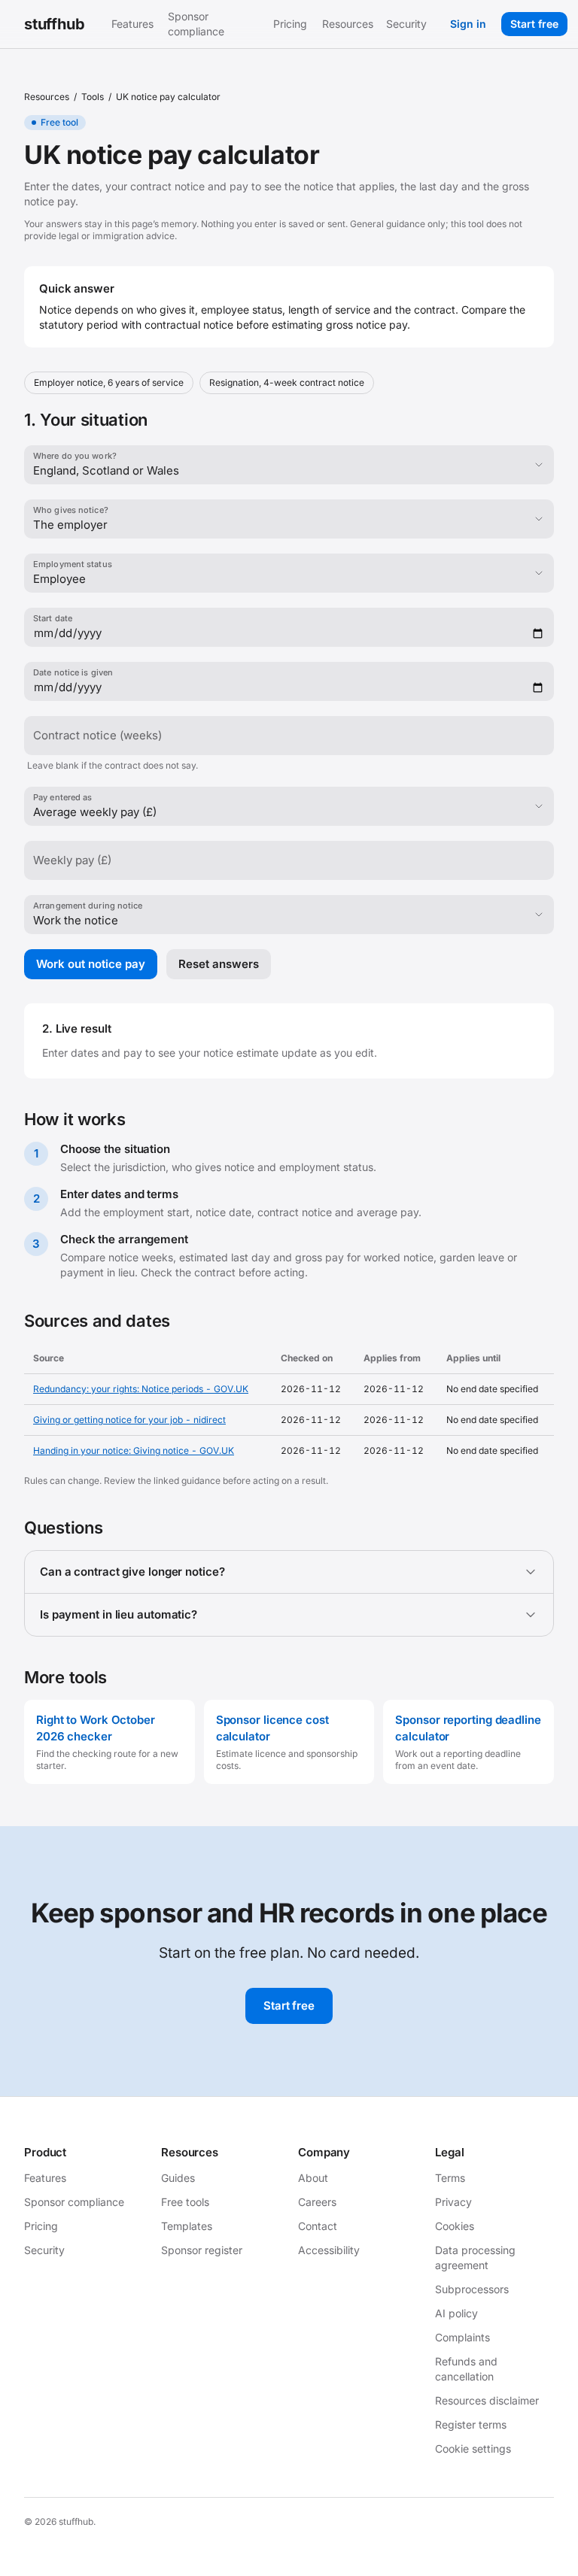 stuffhub
Features
Sponsor
compliance
Pricing
Resources
Security
Sign in
Start free
Resources / Tools / UK notice pay calculator
Free tool
UK notice pay calculator
Enter the dates, your contract notice and pay to see the notice that applies, the last day and the gross
notice pay.
Your answers stay in this page's memory. Nothing you enter is saved or sent. General guidance only; this tool does not
provide legal or immigration advice.
Quick answer
Notice depends on who gives it, employee status, length of service and the contract. Compare the
statutory period with contractual notice before estimating gross notice pay.
Employer notice, 6 years of service
Resignation, 4-week contract notice
1. Your situation
Where do you work?
England, Scotland or Wales
Who gives notice?
The employer
Employment status
Employee
Start date
mm/dd/yyyy
Date notice is given
mm/dd/yyyy
Contract notice (weeks)
Leave blank if the contract does not say.
Pay entered as
Average weekly pay (£)
Weekly pay (£)
Arrangement during notice
Work the notice
Work out notice pay
Reset answers
2. Live result
Enter dates and pay to see your notice estimate update as you edit.
How it works
1
Choose the situation
Select the jurisdiction, who gives notice and employment status.
2
Enter dates and terms
Add the employment start, notice date, contract notice and average pay.
3
Check the arrangement
Compare notice weeks, estimated last day and gross pay for worked notice, garden leave or
payment in lieu. Check the contract before acting.
Sources and dates
Source Checked on Applies from Applies until
Redundancy: your rights: Notice periods - GOV.UK 2026-11-12 2026-11-12 No end date specified
Giving or getting notice for your job - nidirect 2026-11-12 2026-11-12 No end date specified
Handing in your notice: Giving notice - GOV.UK 2026-11-12 2026-11-12 No end date specified
Rules can change. Review the linked guidance before acting on a result.
Questions
Can a contract give longer notice?
Is payment in lieu automatic?
More tools
Right to Work October
2026 checker
Find the checking route for a new
starter.
Sponsor licence cost
calculator
Estimate licence and sponsorship
costs.
Sponsor reporting deadline
calculator
Work out a reporting deadline
from an event date.
Keep sponsor and HR records in one place
Start on the free plan. No card needed.
Start free
Product
Features
Sponsor compliance
Pricing
Security
Resources
Guides
Free tools
Templates
Sponsor register
Company
About
Careers
Contact
Accessibility
Legal
Terms
Privacy
Cookies
Data processing
agreement
Subprocessors
AI policy
Complaints
Refunds and
cancellation
Resources disclaimer
Register terms
Cookie settings
© 2026 stuffhub.